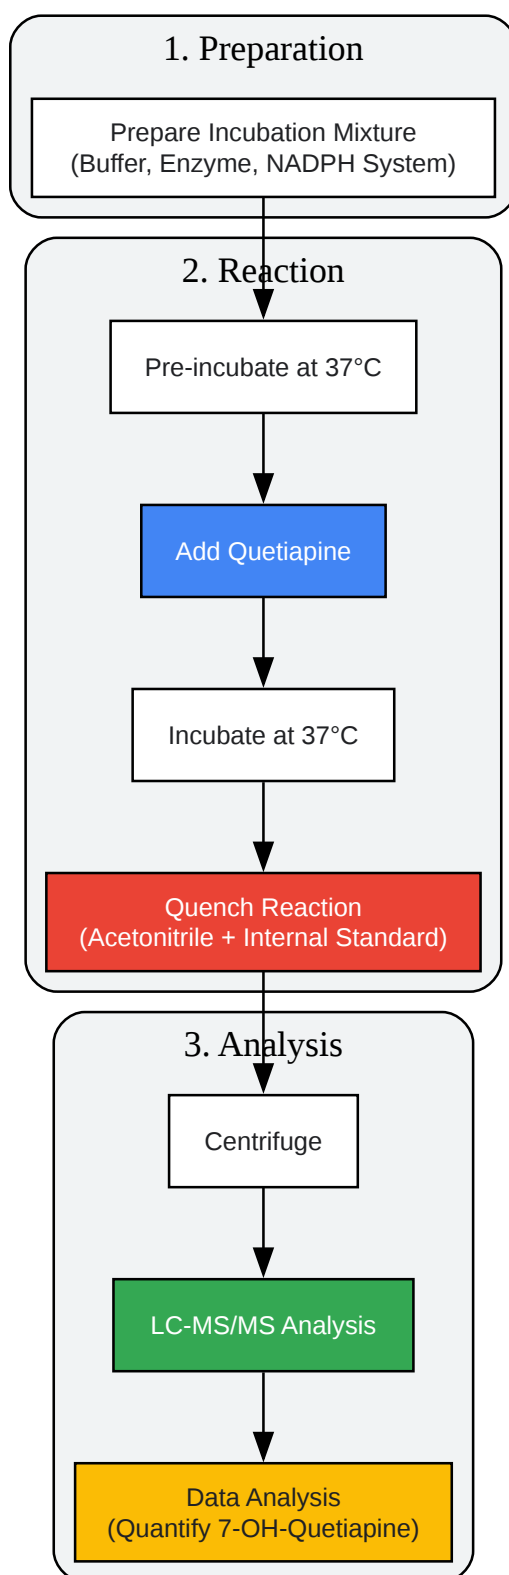 1. Preparation
Prepare Incubation Mixture
(Buffer, Enzyme, NADPH System)
2. Reaction
Pre-incubate at 37°C
Add Quetiapine
Incubate at 37°C
Quench Reaction
(Acetonitrile + Internal Standard)
3. Analysis
Centrifuge
LC-MS/MS Analysis
Data Analysis
(Quantify 7-OH-Quetiapine)